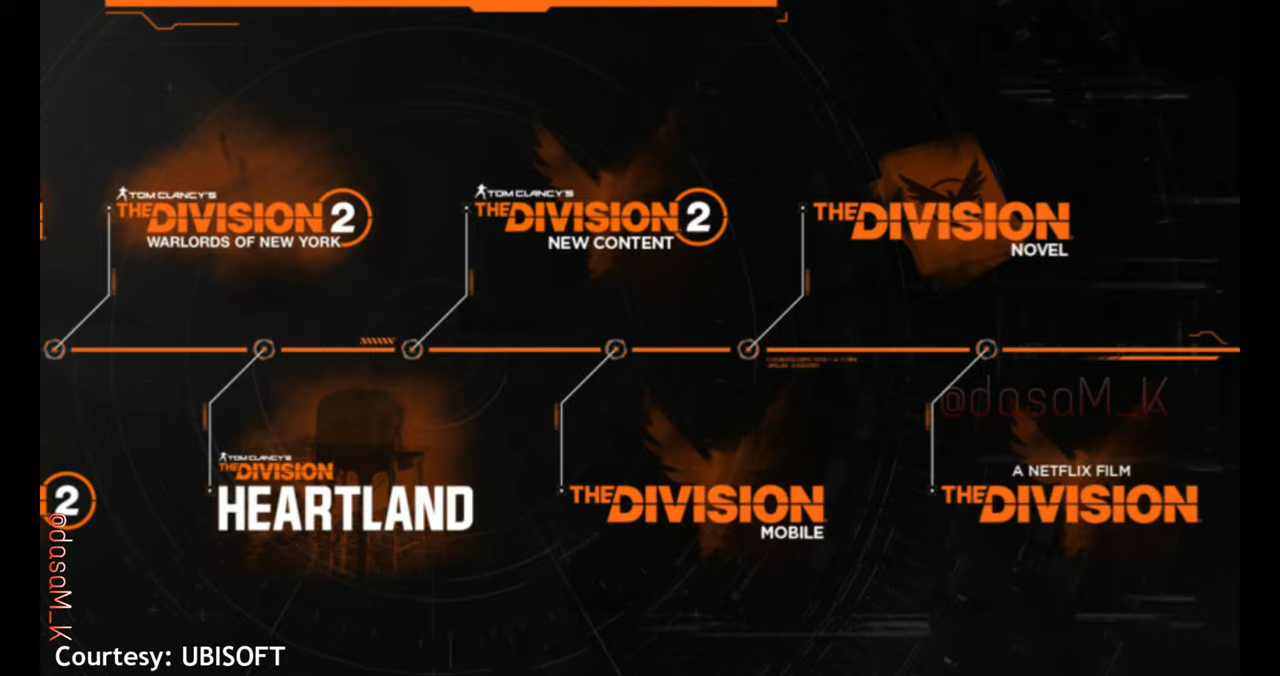 TOM CLANCY'S
THE DIVISION 2
WARLORDS OF NEW YORK
TOM CLANCY'S
THE DIVISION 2
NEW CONTENT
THE DIVISION
NOVEL
2
TOM CLANCY'S
THE DIVISION
HEARTLAND
THE DIVISION
MOBILE
@dasaM_K
A NETFLIX FILM
THE DIVISION
@dasaM_K
Courtesy: UBISOFT